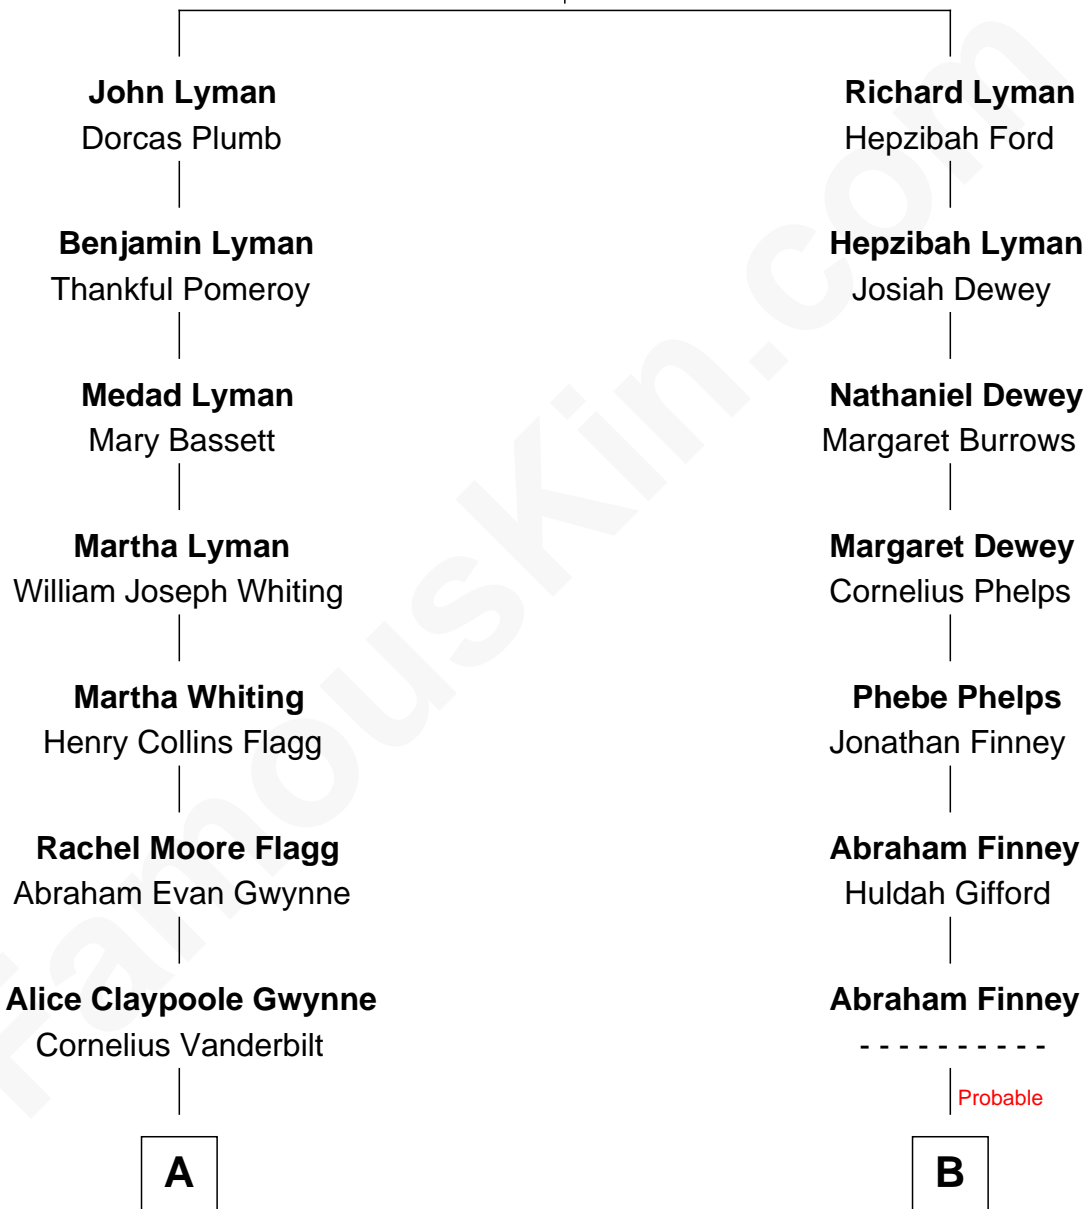 John Lyman
Dorcas Plumb
Benjamin Lyman
Thankful Pomeroy
Medad Lyman
Mary Bassett
Martha Lyman
William Joseph Whiting
Martha Whiting
Henry Collins Flagg
Rachel Moore Flagg
Abraham Evan Gwynne
Alice Claypoole Gwynne
Cornelius Vanderbilt
A
Richard Lyman
Hepzibah Ford
Hepzibah Lyman
Josiah Dewey
Nathaniel Dewey
Margaret Burrows
Margaret Dewey
Cornelius Phelps
Phebe Phelps
Jonathan Finney
Abraham Finney
Huldah Gifford
Abraham Finney
- - - - - - - - - -
Probable
B
FamousKin.com